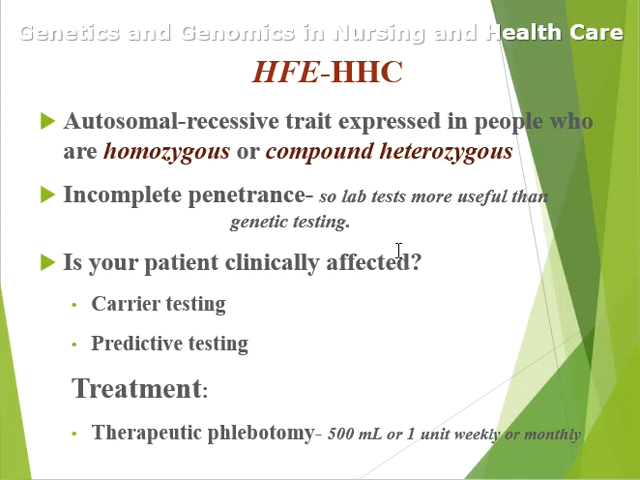 Genetics and Genomics in Nursing and Health Care
HFE-HHC
Autosomal-recessive trait expressed in people who
are homozygous or compound heterozygous
Incomplete penetrance- so lab tests more useful than
genetic testing.
Is your patient clinically affected?
• Carrier testing
• Predictive testing
Treatment:
• Therapeutic phlebotomy- 500 mL or 1 unit weekly or monthly